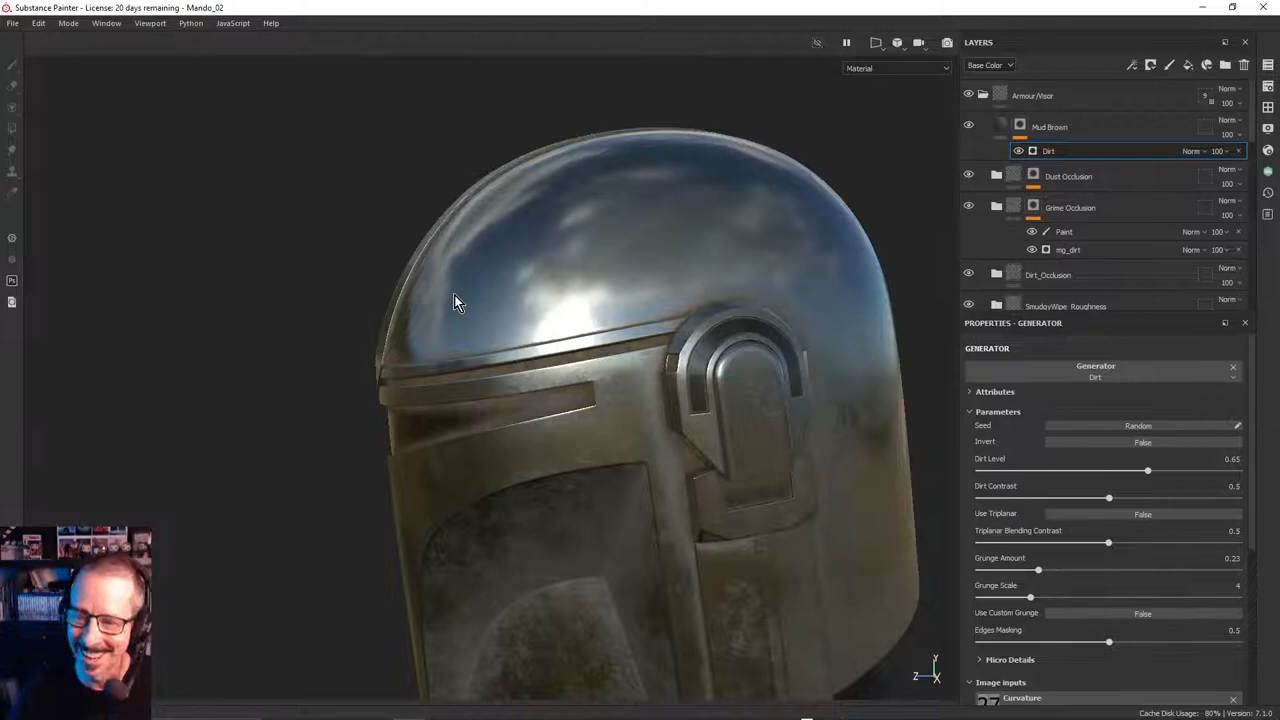 Substance Painter - License: 20 days remaining - Mando_02
File Edit Mode Window Viewport Python JavaScript Help
Material
LAYERS
Base Color
Armour/Visor
9
Norm
100
Mud Brown
Norm
100
Dirt
Norm 100
Dust Occlusion
Norm
100
Grime Occlusion
Norm
100
Paint
Norm 100
mg_dirt
Norm 100
Dirt_Occlusion
Norm
100
SmudgyWipe_Roughness
Norm
PROPERTIES - GENERATOR
GENERATOR
Generator
Dirt
Attributes
Parameters
Seed Random
Invert False
Dirt Level 0.65
Dirt Contrast 0.5
Use Triplanar False
Triplanar Blending Contrast 0.5
Grunge Amount 0.23
Grunge Scale 4
Use Custom Grunge False
Edges Masking 0.5
Micro Details
Image inputs
Curvature
Ps
Y
Z
X
Cache Disk Usage: 80% | Version: 7.1.0